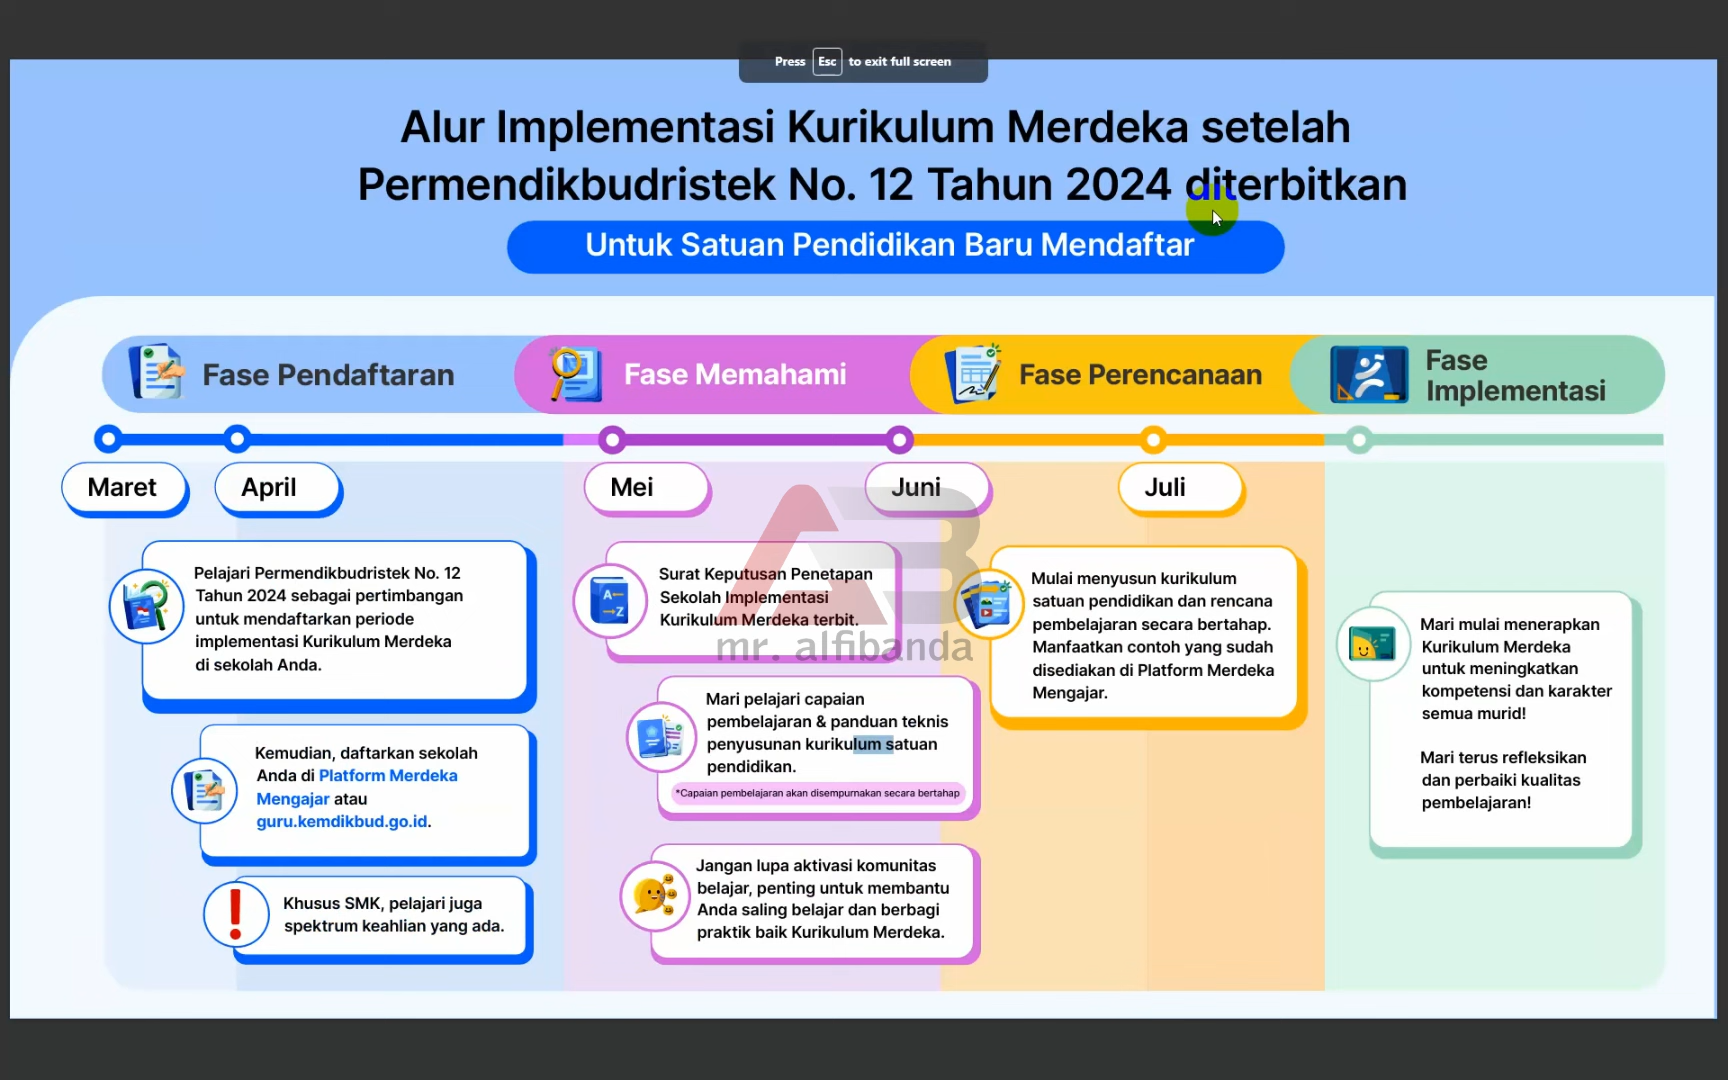 Press Esc to exit full screen
Alur Implementasi Kurikulum Merdeka setelah
Permendikbudristek No. 12 Tahun 2024 diterbitkan
Untuk Satuan Pendidikan Baru Mendaftar
Fase Pendaftaran
Fase Memahami
Fase Perencanaan
Fase
Implementasi
Maret
April
Mei
Juni
Juli
Pelajari Permendikbudristek No. 12
Tahun 2024 sebagai pertimbangan
untuk mendaftarkan periode
implementasi Kurikulum Merdeka
di sekolah Anda.
Kemudian, daftarkan sekolah
Anda di Platform Merdeka
Mengajar atau
guru.kemdikbud.go.id.
Khusus SMK, pelajari juga
spektrum keahlian yang ada.
A←
→Z
Surat Keputusan Penetapan
Sekolah Implementasi
Kurikulum Merdeka terbit.
AB
mr. alfibanda
Mari pelajari capaian
pembelajaran & panduan teknis
penyusunan kurikulum satuan
pendidikan.
*Capaian pembelajaran akan disempurnakan secara bertahap
Jangan lupa aktivasi komunitas
belajar, penting untuk membantu
Anda saling belajar dan berbagi
praktik baik Kurikulum Merdeka.
Mulai menyusun kurikulum
satuan pendidikan dan rencana
pembelajaran secara bertahap.
Manfaatkan contoh yang sudah
disediakan di Platform Merdeka
Mengajar.
Mari mulai menerapkan
Kurikulum Merdeka
untuk meningkatkan
kompetensi dan karakter
semua murid!
Mari terus refleksikan
dan perbaiki kualitas
pembelajaran!